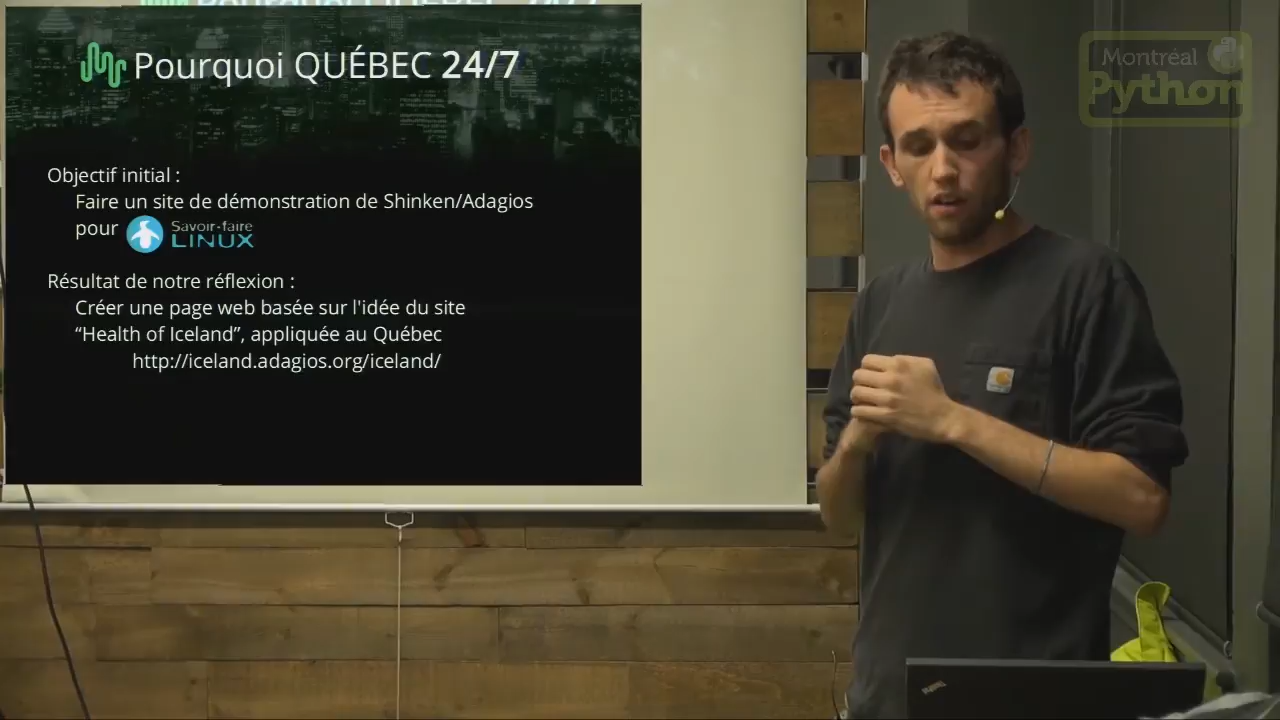 Pourquoi QUÉBEC 24/7
Objectif initial :
Faire un site de démonstration de Shinken/Adagios
pour Savoir-faire
LINUX
Résultat de notre réflexion :
Créer une page web basée sur l'idée du site
“Health of Iceland”, appliquée au Québec
http://iceland.adagios.org/iceland/
Montréal
Python